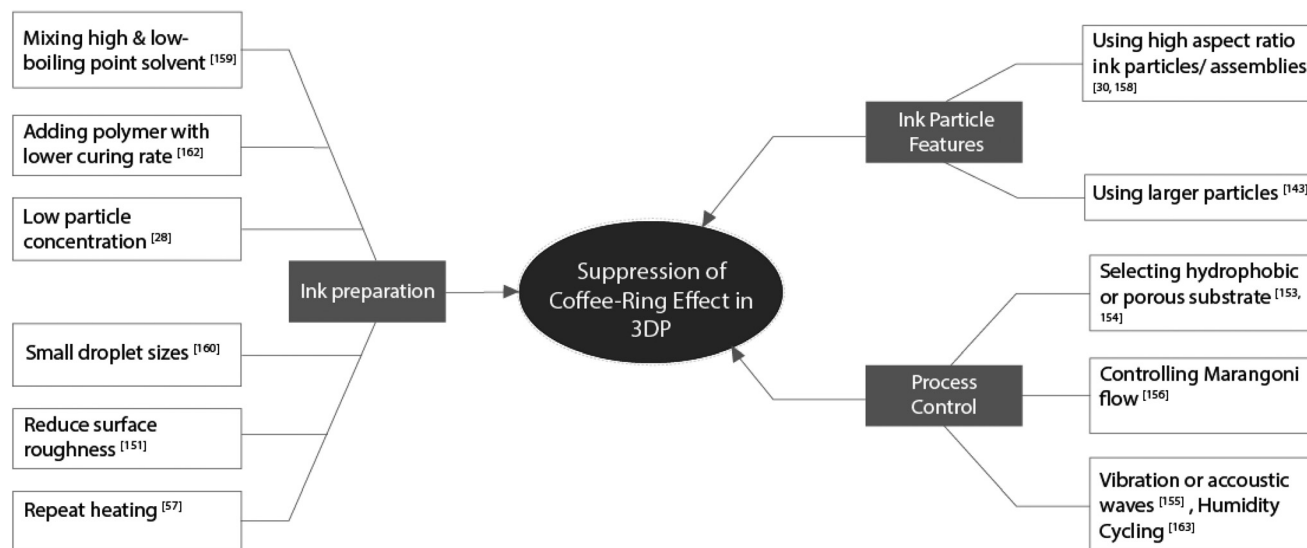 Mixing high & low-
boiling point solvent [159]
Adding polymer with
lower curing rate [162]
Low particle
concentration [28]
Ink preparation
Small droplet sizes [160]
Reduce surface
roughness [151]
Repeat heating [57]
Suppression of
Coffee-Ring Effect in
3DP
Ink Particle
Features
Using high aspect ratio
ink particles/ assemblies
[30, 158]
Using larger particles [143]
Process
Control
Selecting hydrophobic
or porous substrate [153,
154]
Controlling Marangoni
flow [156]
Vibration or accoustic
waves [155] , Humidity
Cycling [163]